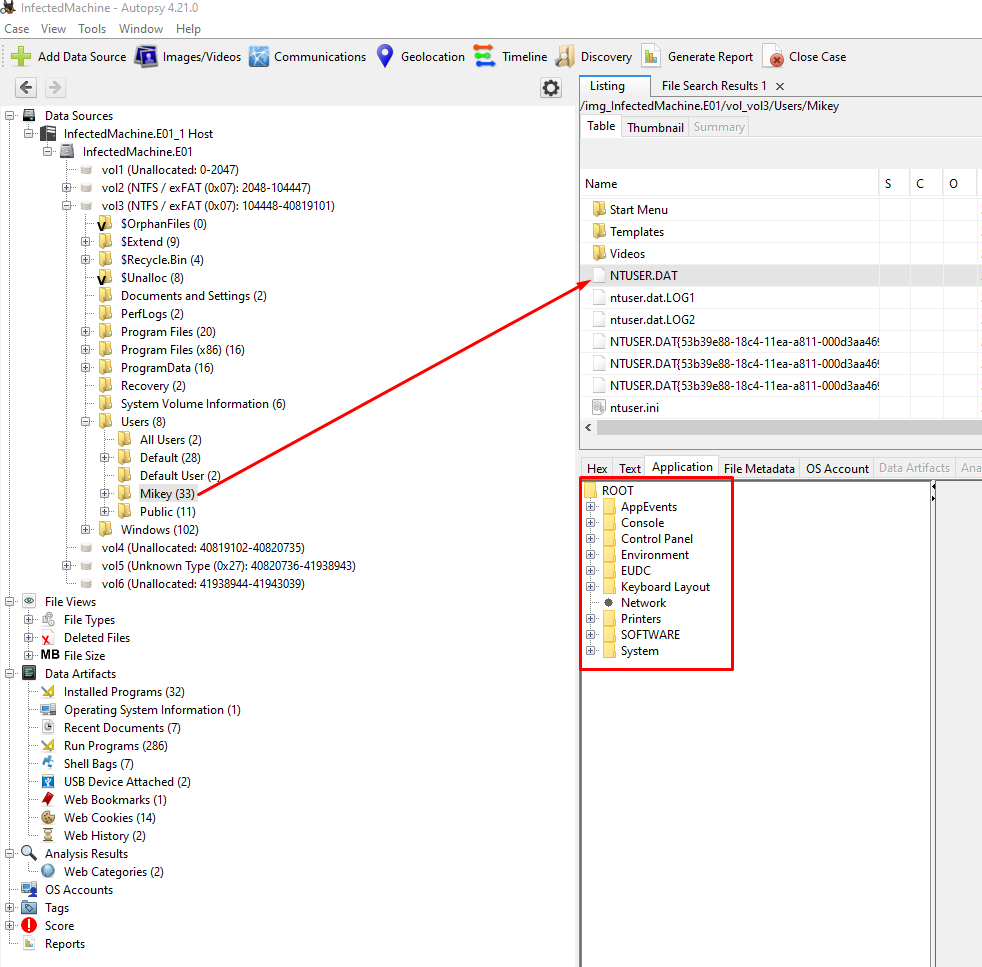 InfectedMachine - Autopsy 4.21.0
Case View Tools Window Help
Add Data Source Images/Videos Communications Geolocation Timeline Discovery Generate Report Close Case
Data Sources
InfectedMachine.E01_1 Host
InfectedMachine.E01
vol1 (Unallocated: 0-2047)
vol2 (NTFS / exFAT (0x07): 2048-104447)
vol3 (NTFS / exFAT (0x07): 104448-40819101)
$OrphanFiles (0)
$Extend (9)
$Recycle.Bin (4)
$Unalloc (8)
Documents and Settings (2)
PerfLogs (2)
Program Files (20)
Program Files (x86) (16)
ProgramData (16)
Recovery (2)
System Volume Information (6)
Users (8)
All Users (2)
Default (28)
Default User (2)
Mikey (33)
Public (11)
Windows (102)
vol4 (Unallocated: 40819102-40820735)
vol5 (Unknown Type (0x27): 40820736-41938943)
vol6 (Unallocated: 41938944-41943039)
File Views
File Types
Deleted Files
MB File Size
Data Artifacts
Installed Programs (32)
Operating System Information (1)
Recent Documents (7)
Run Programs (286)
Shell Bags (7)
USB Device Attached (2)
Web Bookmarks (1)
Web Cookies (14)
Web History (2)
Analysis Results
Web Categories (2)
OS Accounts
Tags
Score
Reports
Listing File Search Results 1
/img_InfectedMachine.E01/vol_vol3/Users/Mikey
Table Thumbnail Summary
Name S C O
Start Menu
Templates
Videos
NTUSER.DAT
ntuser.dat.LOG1
ntuser.dat.LOG2
NTUSER.DAT{53b39e88-18c4-11ea-a811-000d3aa469
NTUSER.DAT{53b39e88-18c4-11ea-a811-000d3aa469
NTUSER.DAT{53b39e88-18c4-11ea-a811-000d3aa469
ntuser.ini
Hex Text Application File Metadata OS Account Data Artifacts Ana
ROOT
AppEvents
Console
Control Panel
Environment
EUDC
Keyboard Layout
Network
Printers
SOFTWARE
System